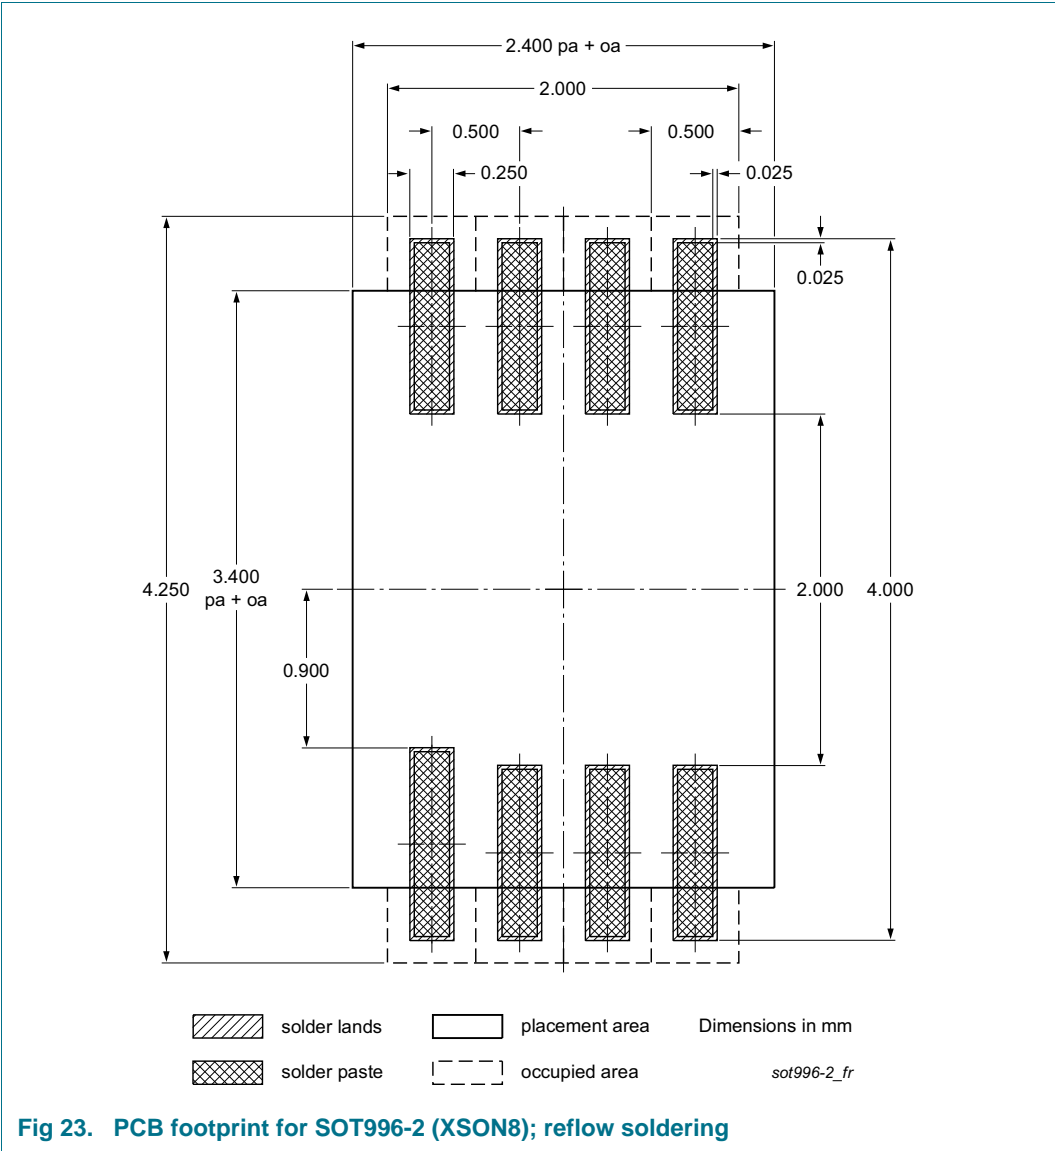 2.400 pa + oa
2.000
0.500
0.500
0.250
0.025
0.025
4.250
3.400
pa + oa
2.000
4.000
0.900
solder lands
placement area
Dimensions in mm
solder paste
occupied area
sot996-2_fr
Fig 23. PCB footprint for SOT996-2 (XSON8); reflow soldering